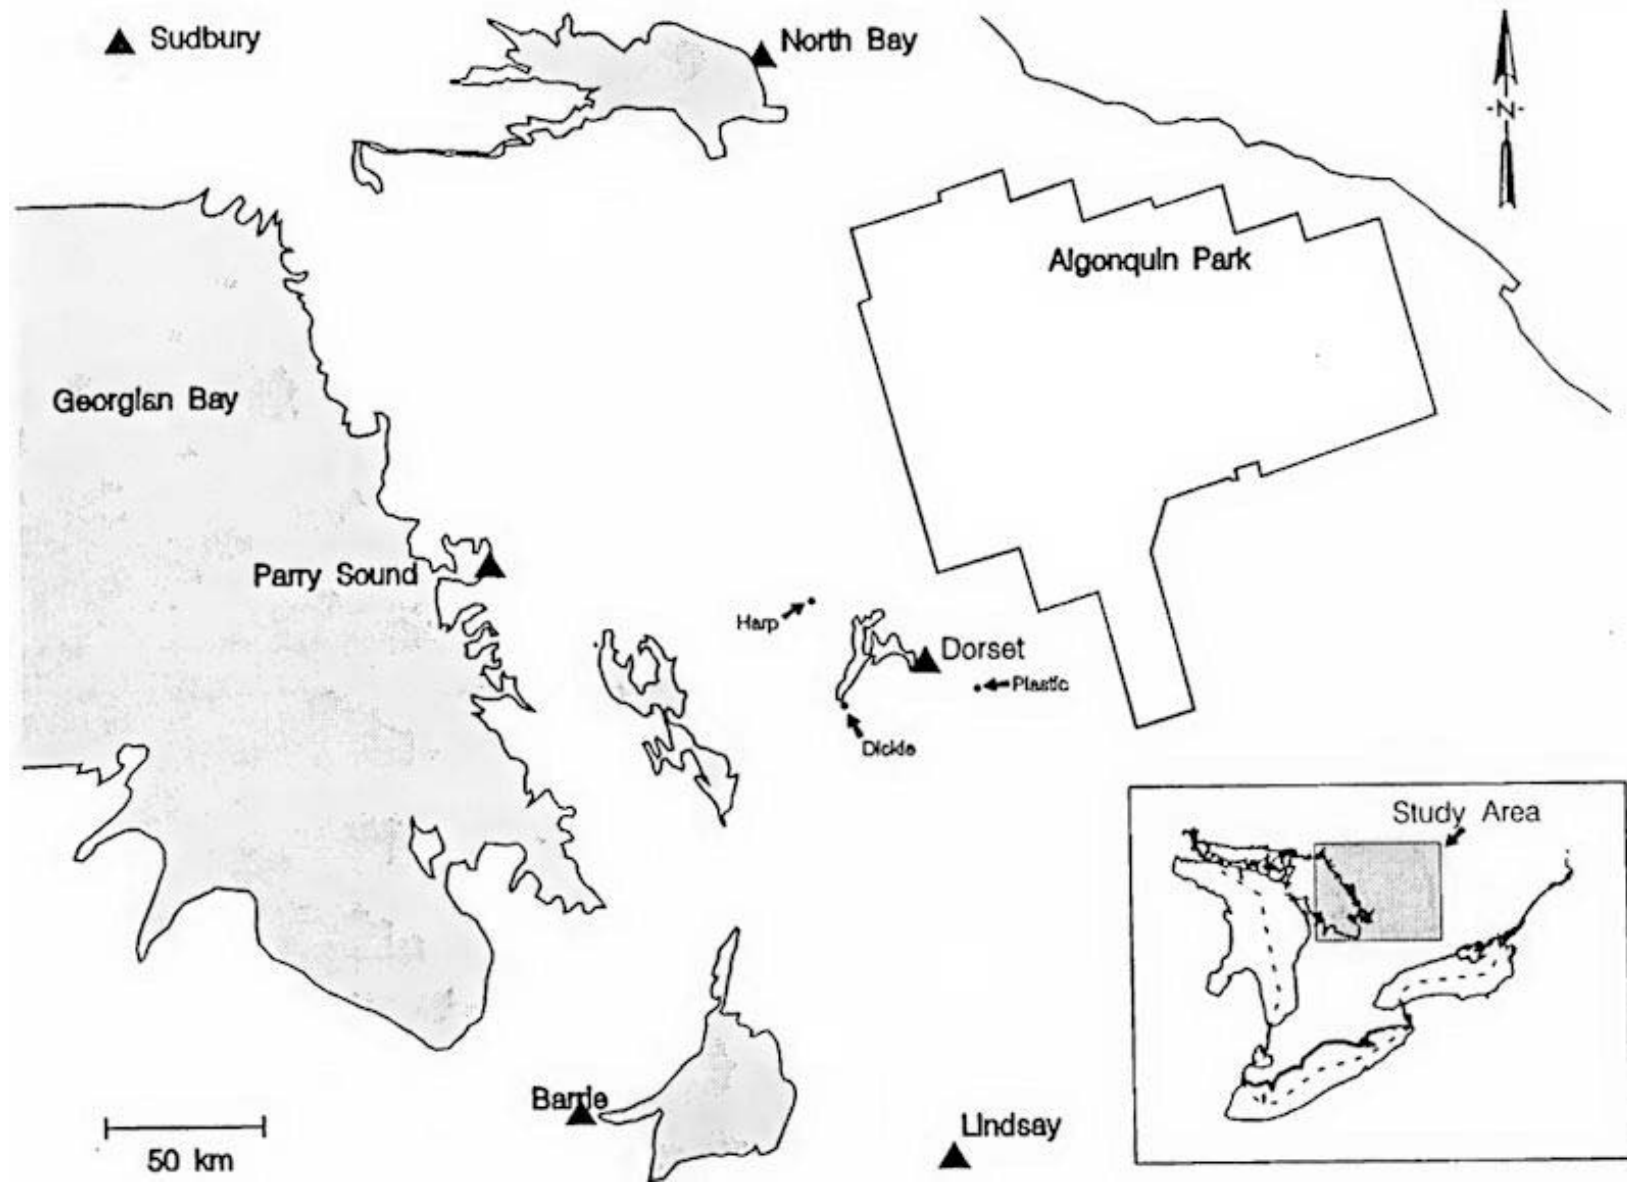 Sudbury
North Bay
-N-
Algonquin Park
Georgian Bay
Parry Sound
Harp
Dorset
Plastic
Dickie
Study Area
Barrie
Lindsay
50 km